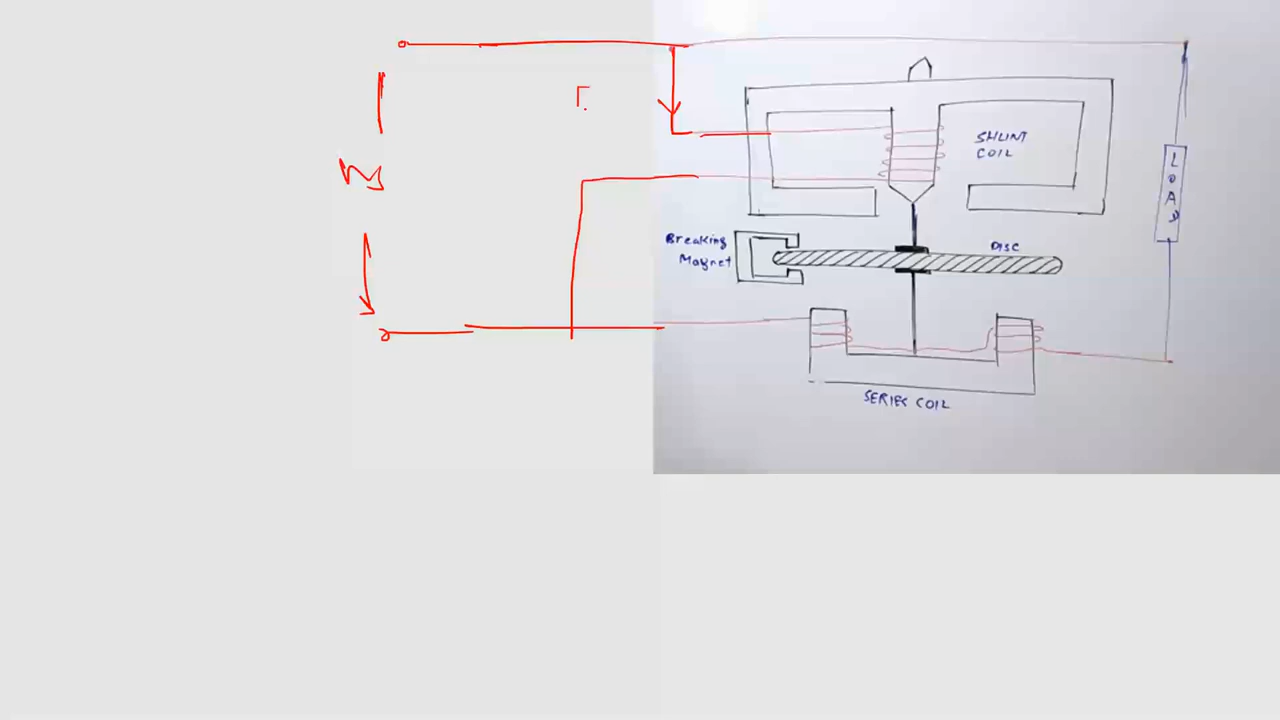 SHUNT
COIL
LOAD
Breaking
Magnet
DISC
SERIES COIL